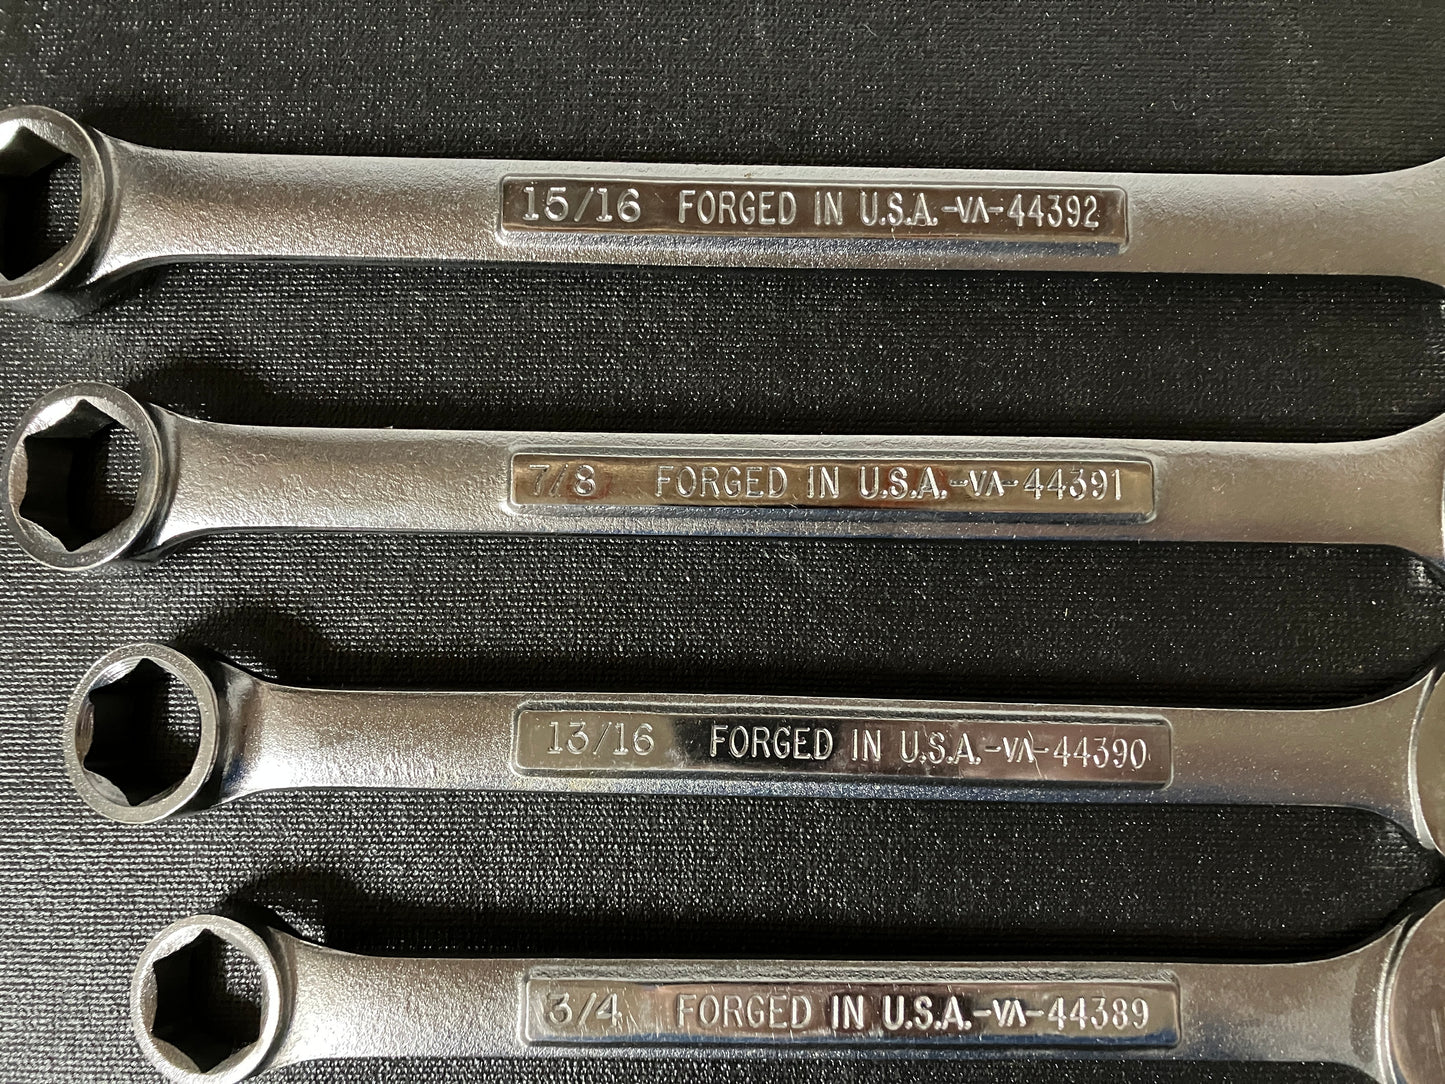 15/16 FORGED IN U.S.A.-VA-44392
7/8 FORGED IN U.S.A.-VA-44391
13/16 FORGED IN U.S.A.-VA-44390
3/4 FORGED IN U.S.A.-VA-44389